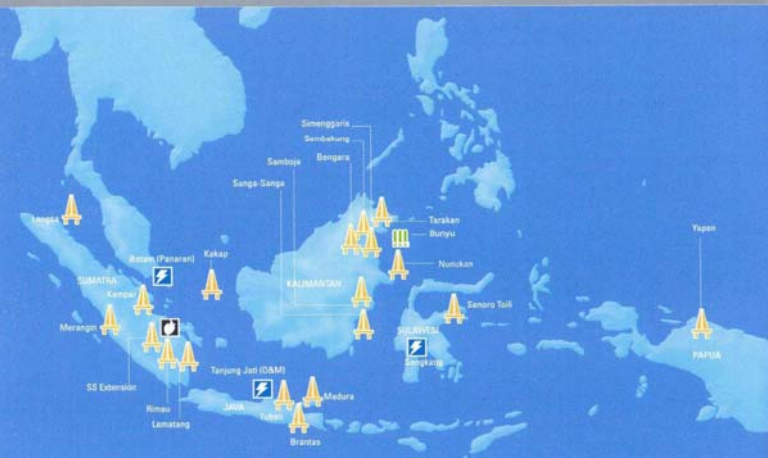 Simenggaris
Sembakung
Bengara
Samboja
Sanga-Sanga
Tarakan
Bunyu
Langsa
Yapen
Batam (Panaran)
Kakap
Nunukan
SUMATRA
KALIMANTAN
Kampar
Senoro Toili
Merangin
SULAWESI
PAPUA
Sengkang
Tanjung Jati (O&M)
SS Extension
Madura
JAVA
Rimau
Tuban
Lematang
Brantas